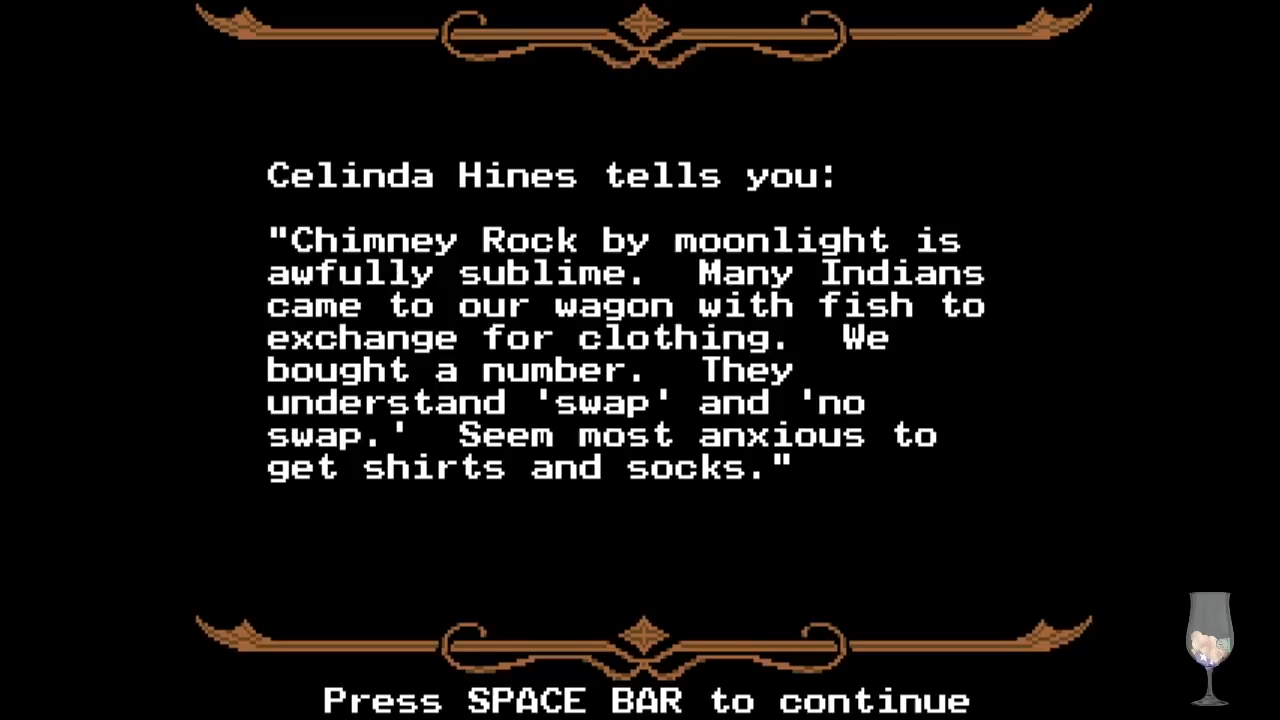 Celinda Hines tells you:
"Chimney Rock by moonlight is
awfully sublime.  Many Indians
came to our wagon with fish to
exchange for clothing.  We
bought a number.  They
understand 'swap' and 'no
swap.'  Seem most anxious to
get shirts and socks."
Press SPACE BAR to continue